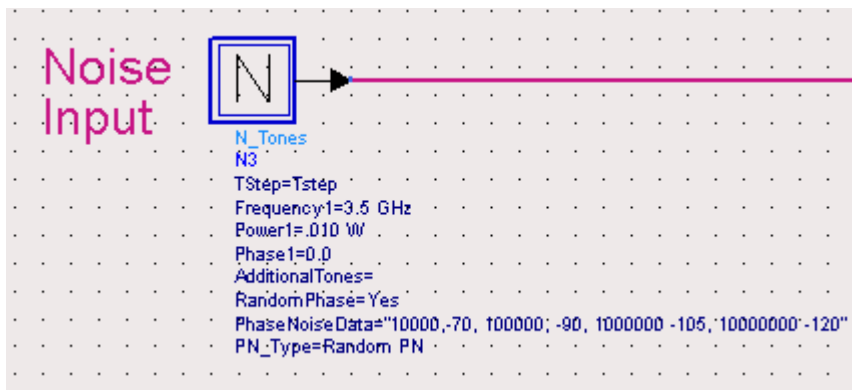 Noise
Input
N
N_Tones
N3
TStep=Tstep
Frequency1=3.5 GHz
Power1=.010 W
Phase1=0.0
AdditionalTones=
RandomPhase=Yes
PhaseNoiseData="10000,-70, 100000, -90, 1000000 -105, 10000000 -120"
PN_Type=Random PN